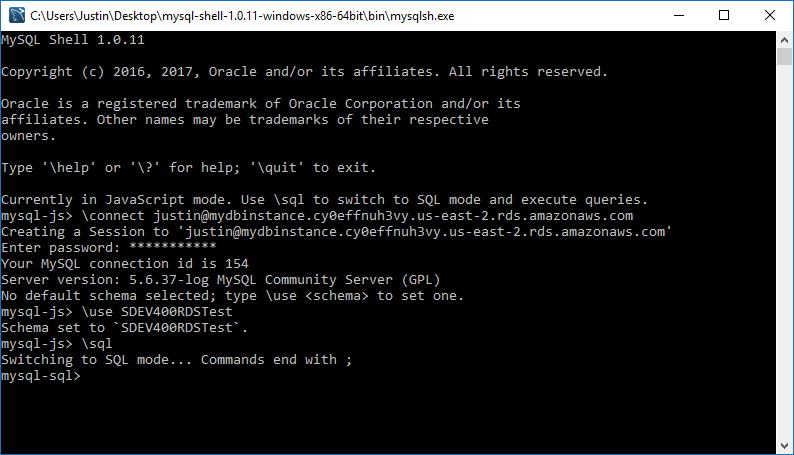 C:\Users\Justin\Desktop\mysql-shell-1.0.11-windows-x86-64bit\bin\mysqlsh.exe
MySQL Shell 1.0.11
Copyright (c) 2016, 2017, Oracle and/or its affiliates. All rights reserved.
Oracle is a registered trademark of Oracle Corporation and/or its
affiliates. Other names may be trademarks of their respective
owners.
Type '\help' or '\?' for help; '\quit' to exit.
Currently in JavaScript mode. Use \sql to switch to SQL mode and execute queries.
mysql-js> \connect justin@mydbinstance.cy0effnuh3vy.us-east-2.rds.amazonaws.com
Creating a Session to 'justin@mydbinstance.cy0effnuh3vy.us-east-2.rds.amazonaws.com'
Enter password: ***********
Your MySQL connection id is 154
Server version: 5.6.37-log MySQL Community Server (GPL)
No default schema selected; type \use <schema> to set one.
mysql-js> \use SDEV400RDSTest
Schema set to `SDEV400RDSTest`.
mysql-js> \sql
Switching to SQL mode... Commands end with ;
mysql-sql>